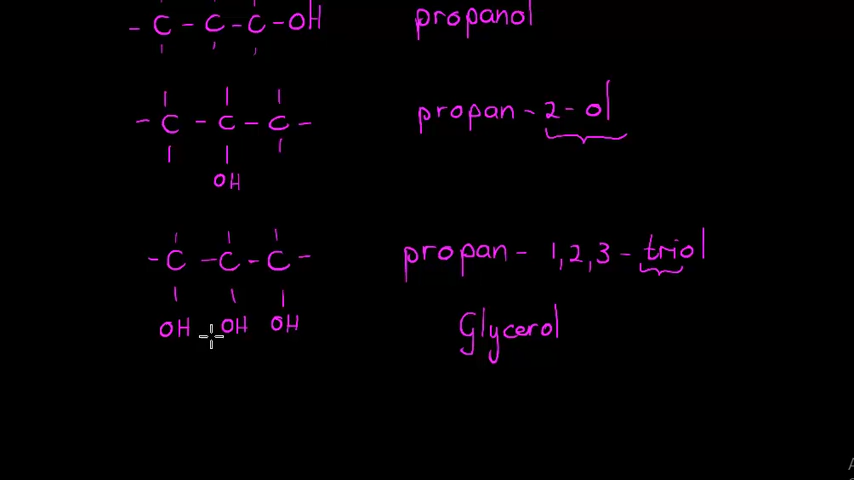 - C - C - C - OH propanol
- C - C - C - propan - 2 - ol
OH
- C - C - C - propan - 1,2,3 - triol
OH OH OH Glycerol